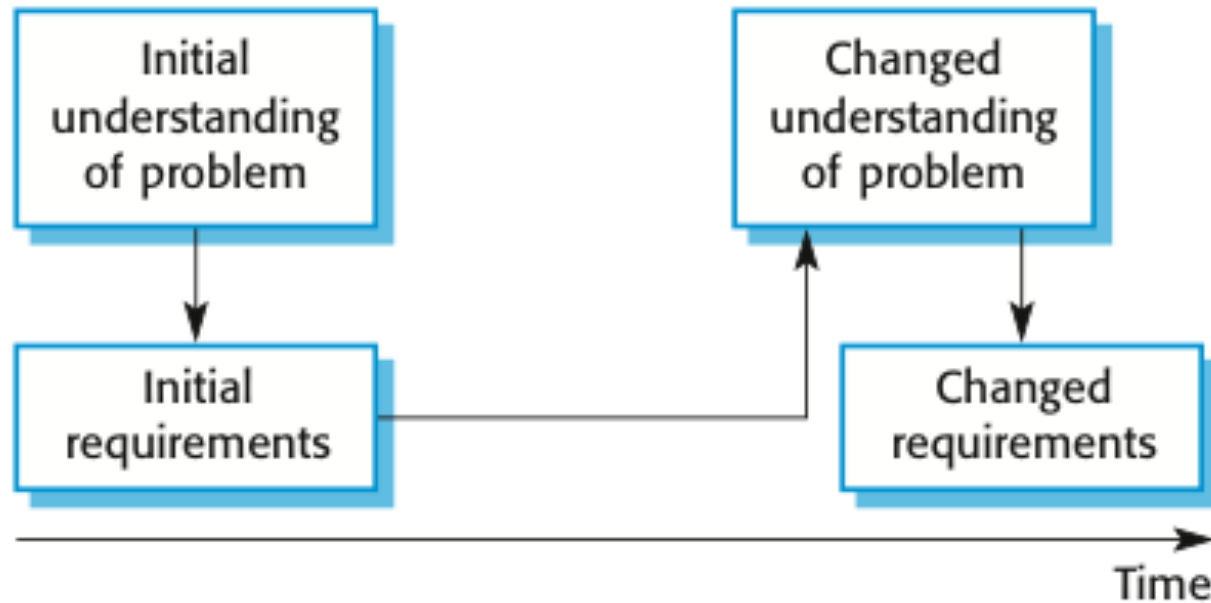 Initial
understanding
of problem
Changed
understanding
of problem
Initial
requirements
Changed
requirements
Time